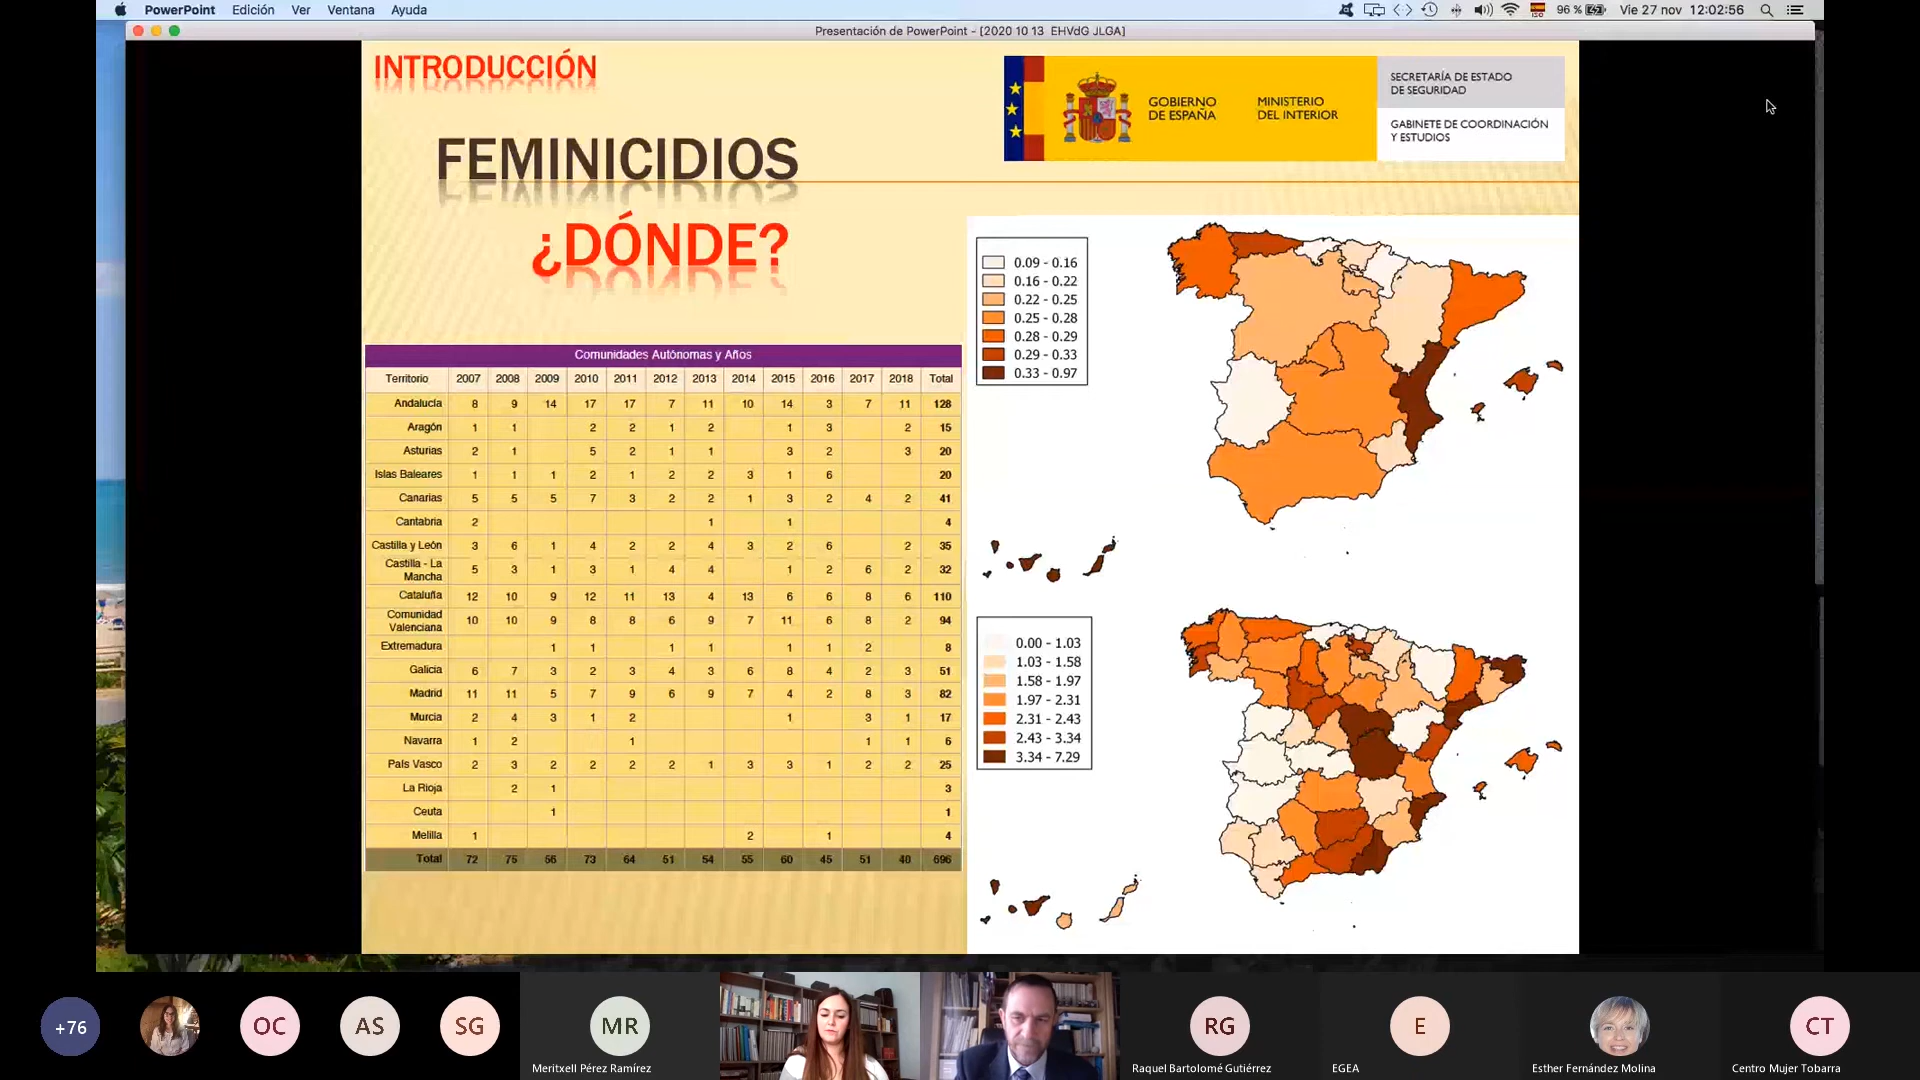 PowerPoint Edición Ver Ventana Ayuda
96 % Vie 27 nov 12:02:56
Presentación de PowerPoint - [2020 10 13 EHVdG JLGA]
INTRODUCCIÓN
FEMINICIDIOS
¿DÓNDE?
GOBIERNO
DE ESPAÑA
MINISTERIO
DEL INTERIOR
SECRETARÍA DE ESTADO
DE SEGURIDAD
GABINETE DE COORDINACIÓN
Y ESTUDIOS
Comunidades Autónomas y Años
Territorio 2007 2008 2009 2010 2011 2012 2013 2014 2015 2016 2017 2018 Total
Andalucía 8 9 14 17 17 7 11 10 14 3 7 11 128
Aragón 1 1 2 2 1 2 1 3 2 15
Asturias 2 1 5 2 1 1 3 2 3 20
Islas Baleares 1 1 1 2 1 2 2 3 1 6 20
Canarias 5 5 5 7 3 2 2 1 3 2 4 2 41
Cantabria 2 1 1 4
Castilla y León 3 6 1 4 2 2 4 3 2 6 2 35
Castilla - La
Mancha 5 3 1 3 1 4 4 1 2 6 2 32
Cataluña 12 10 9 12 11 13 4 13 6 6 8 6 110
Comunidad
Valenciana 10 10 9 8 8 6 9 7 11 6 8 2 94
Extremadura 1 1 1 1 1 1 2 8
Galicia 6 7 3 2 3 4 3 6 8 4 2 3 51
Madrid 11 11 5 7 9 6 9 7 4 2 8 3 82
Murcia 2 4 3 1 2 1 3 1 17
Navarra 1 2 1 1 1 6
País Vasco 2 3 2 2 2 2 1 3 3 1 2 2 25
La Rioja 2 1 3
Ceuta 1 1
Melilla 1 2 1 4
Total 72 75 56 73 64 51 54 55 60 45 51 40 696
0.09 - 0.16
0.16 - 0.22
0.22 - 0.25
0.25 - 0.28
0.28 - 0.29
0.29 - 0.33
0.33 - 0.97
0.00 - 1.03
1.03 - 1.58
1.58 - 1.97
1.97 - 2.31
2.31 - 2.43
2.43 - 3.34
3.34 - 7.29
+76
OC
AS
SG
MR
Meritxell Pérez Ramírez
RG
Raquel Bartolomé Gutiérrez
E
EGEA
Esther Fernández Molina
CT
Centro Mujer Tobarra